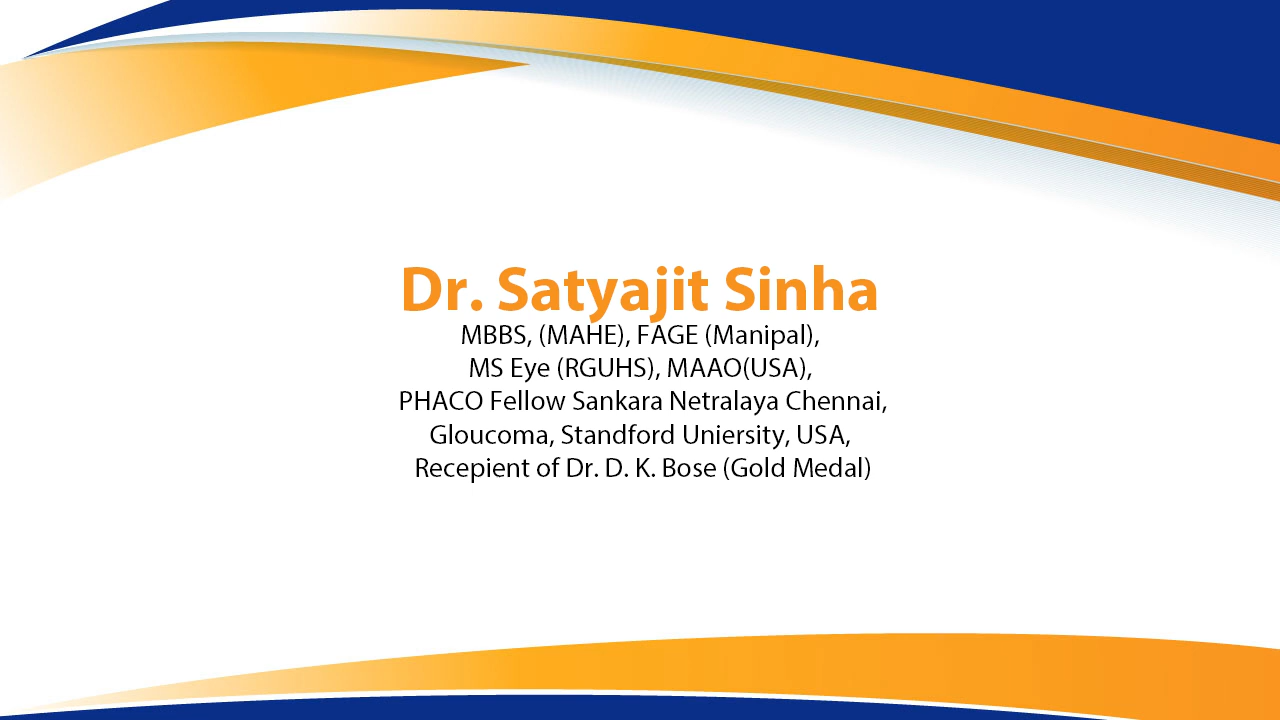 Dr. Satyajit Sinha
MBBS, (MAHE), FAGE (Manipal),
MS Eye (RGUHS), MAAO(USA),
PHACO Fellow Sankara Netralaya Chennai,
Gloucoma, Standford Uniersity, USA,
Recepient of Dr. D. K. Bose (Gold Medal)